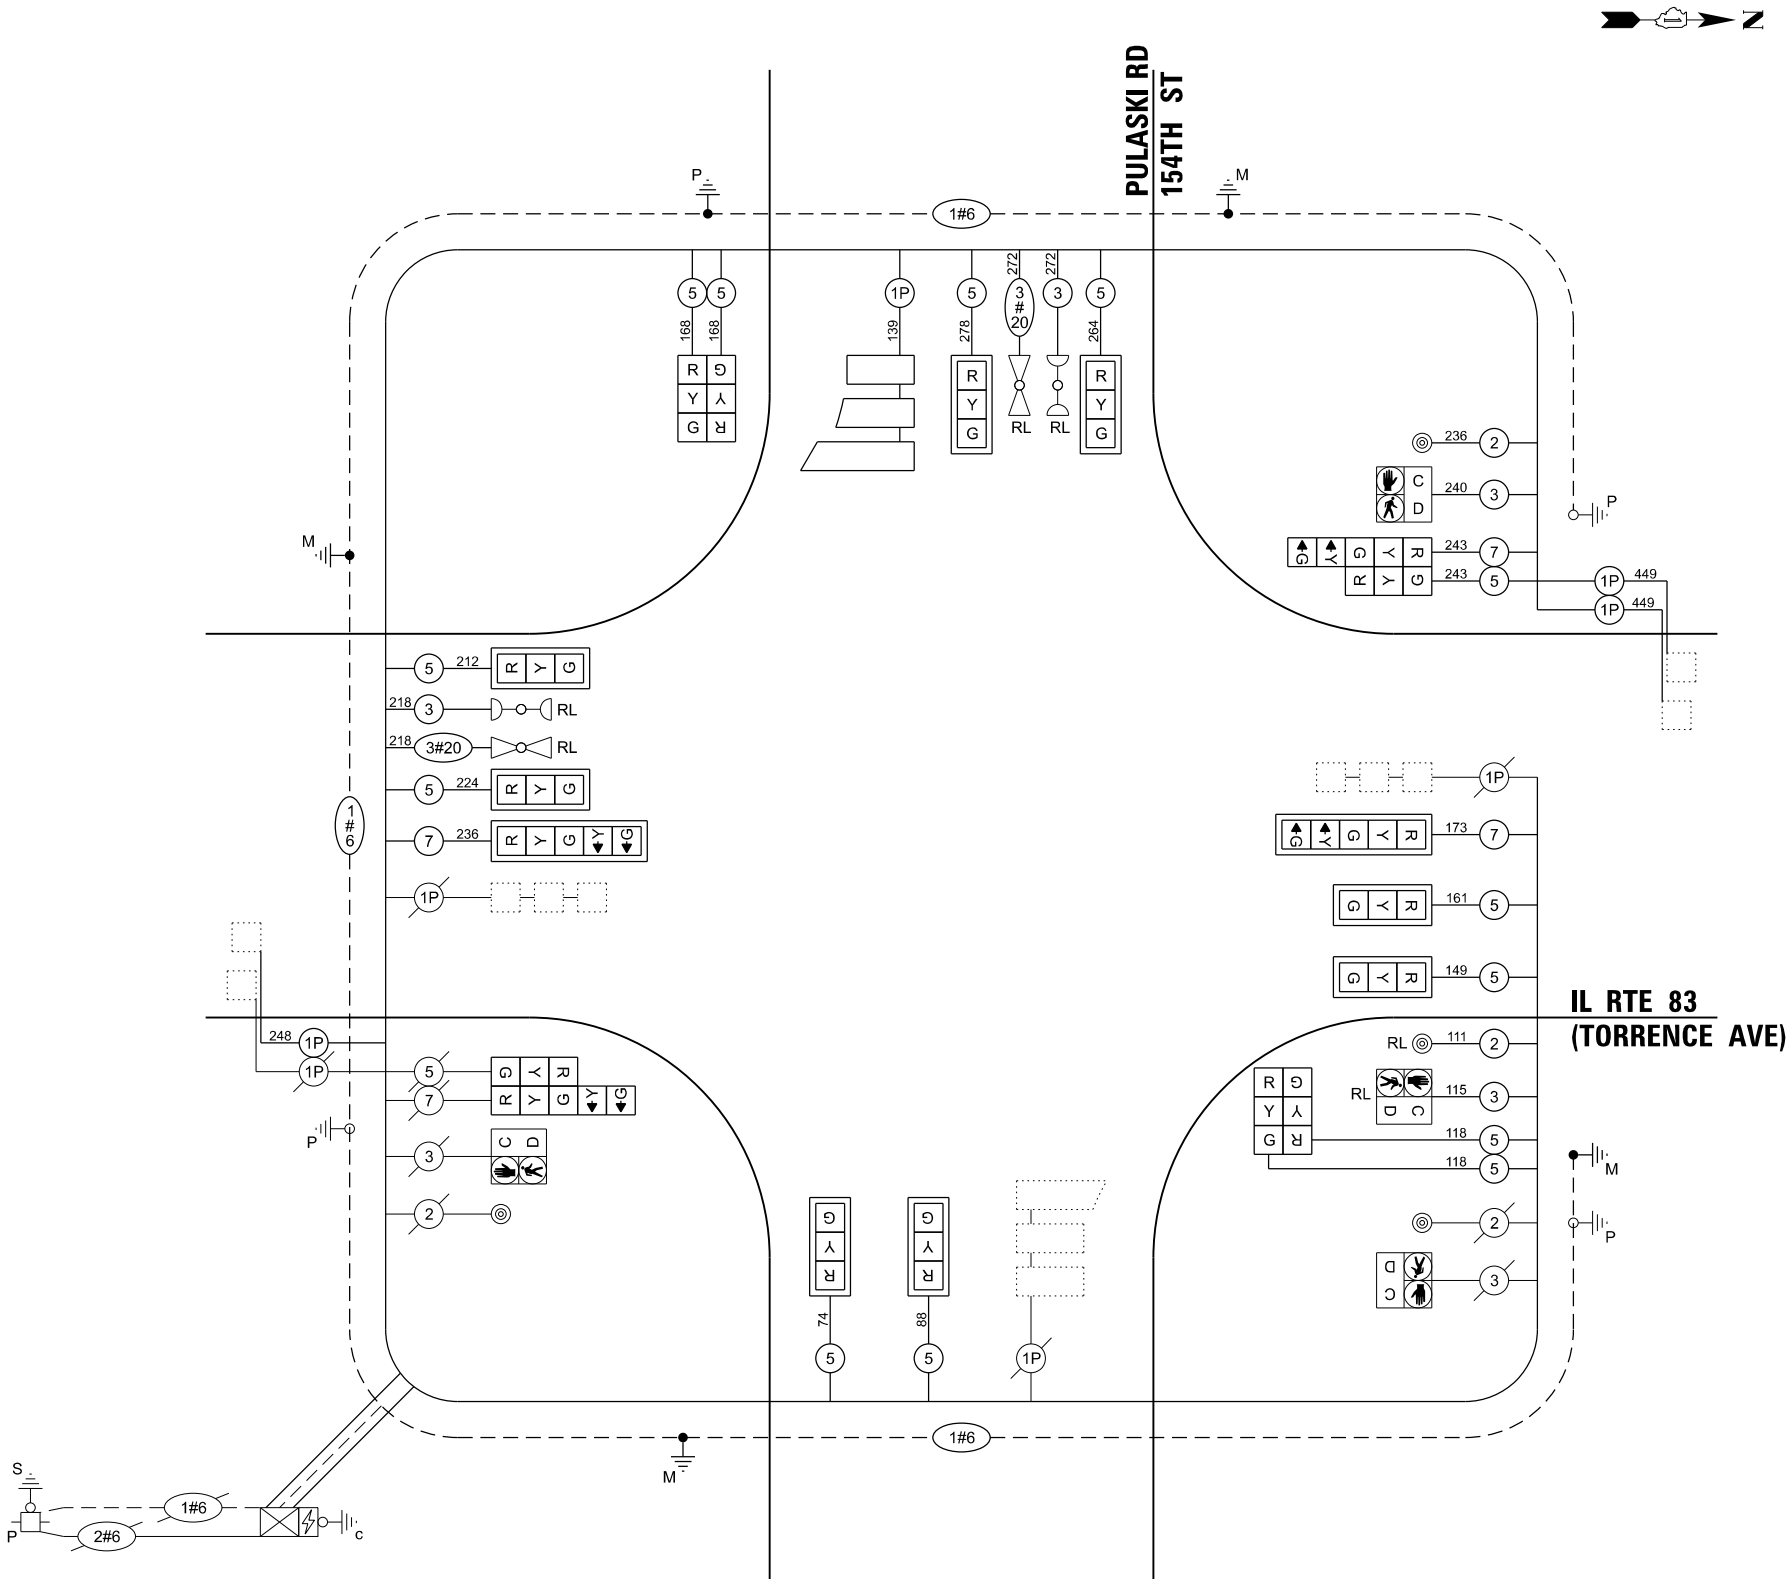 N
PULASKI RD
154TH ST
P
M
1#6
272
272
5
5
1P
5
3
#
20
3
5
168
168
139
278
264
R
G
Y
Y
G
R
R
Y
G
RL
RL
R
Y
G
236
2
C
D
240
3
P
G
Y
G
Y
R
243
7
R
Y
G
243
5
1P
449
1P
449
M
5
212
R
Y
G
218
3
RL
218
3#20
RL
5
224
R
Y
G
7
236
R
Y
G
Y
G
1
#
6
1P
1P
G
Y
G
Y
R
173
7
G
Y
R
161
5
G
Y
R
149
5
IL RTE 83
(TORRENCE AVE)
248
1P
1P
5
G
Y
R
7
R
Y
G
Y
G
P
3
C
D
2
RL
111
2
RL
D
C
115
3
R
G
Y
Y
G
R
118
5
118
5
M
2
P
D
C
3
G
Y
R
74
5
G
Y
R
88
5
1P
M
1#6
S
P
1#6
2#6
c